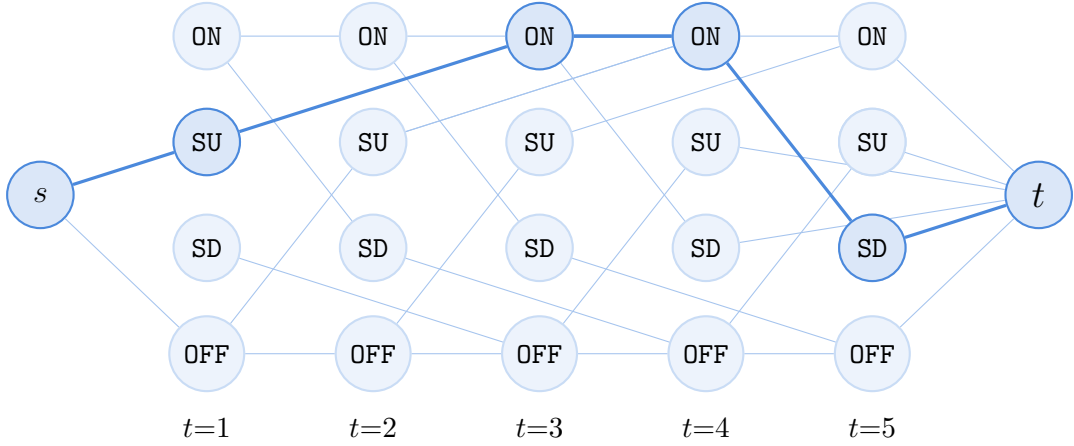 ON ON ON ON ON
SU SU SU SU SU
s t
SD SD SD SD SD
OFF OFF OFF OFF OFF
t=1 t=2 t=3 t=4 t=5